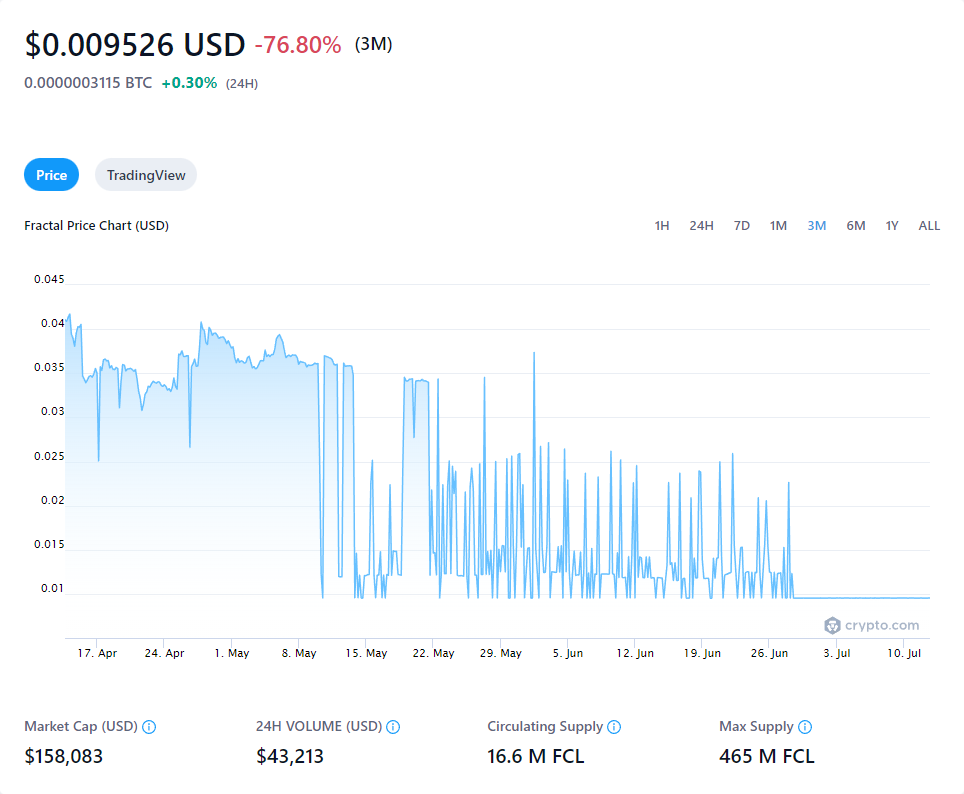 $0.009526 USD -76.80% (3M)
0.0000003115 BTC +0.30% (24H)
Price TradingView
Fractal Price Chart (USD) 1H 24H 7D 1M 3M 6M 1Y ALL
0.045
0.04
0.035
0.03
0.025
0.02
0.015
0.01
crypto.com
17. Apr 24. Apr 1. May 8. May 15. May 22. May 29. May 5. Jun 12. Jun 19. Jun 26. Jun 3. Jul 10. Jul
Market Cap (USD) 24H VOLUME (USD) Circulating Supply Max Supply
$158,083 $43,213 16.6 M FCL 465 M FCL